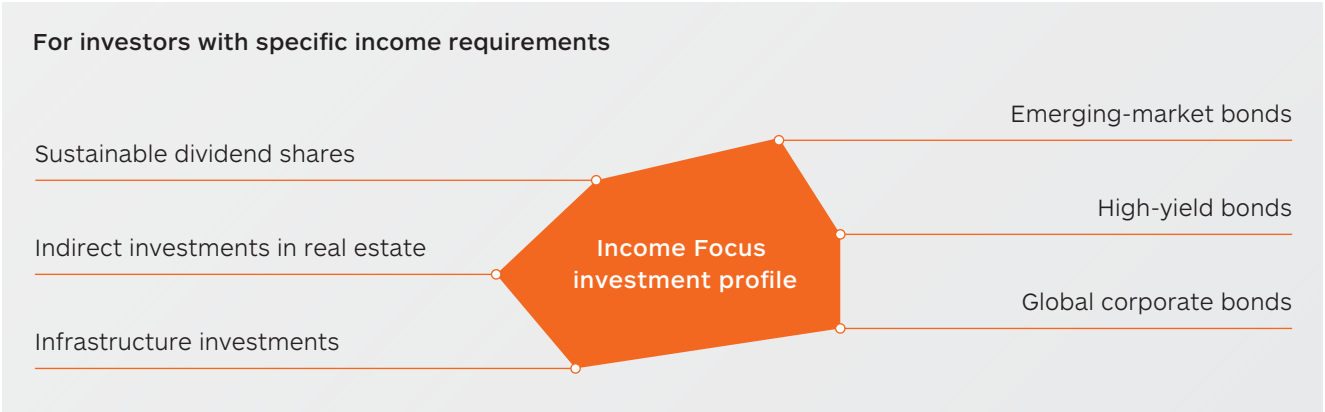 For investors with specific income requirements
Sustainable dividend shares
Indirect investments in real estate
Infrastructure investments
Income Focus
investment profile
Emerging-market bonds
High-yield bonds
Global corporate bonds